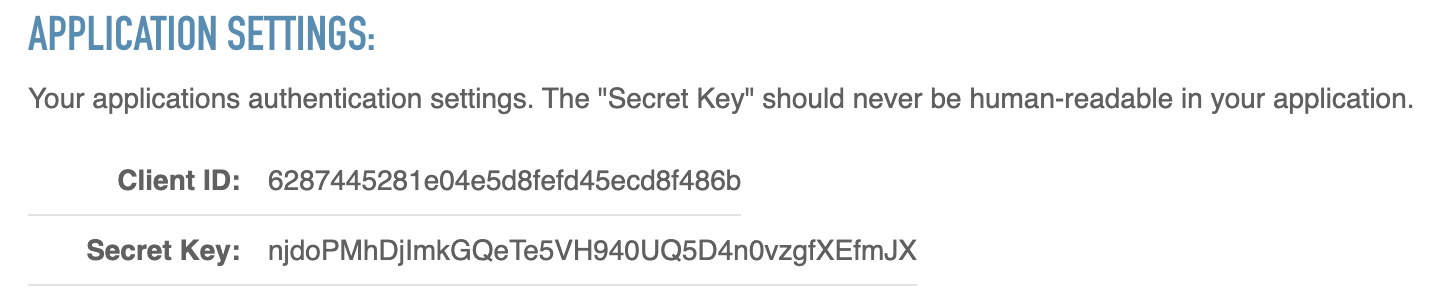 APPLICATION SETTINGS:
Your applications authentication settings. The "Secret Key" should never be human-readable in your application.
Client ID: 6287445281e04e5d8fefd45ecd8f486b
Secret Key: njdoPMhDjImkGQeTe5VH940UQ5D4n0vzgfXEfmJX